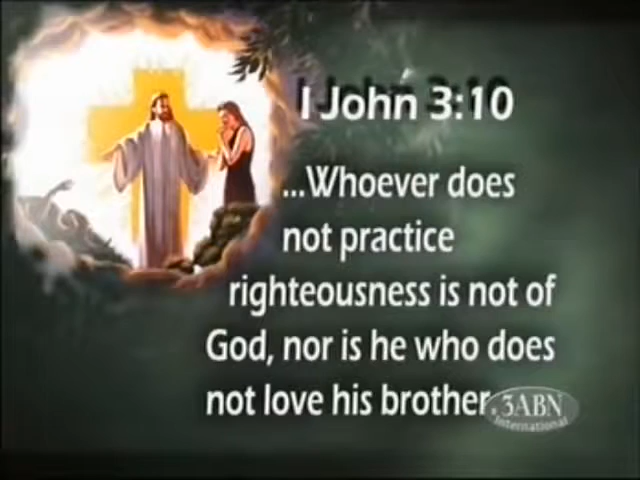 I John 3:10
...Whoever does
not practice
righteousness is not of
God, nor is he who does
not love his brother
3ABN
International